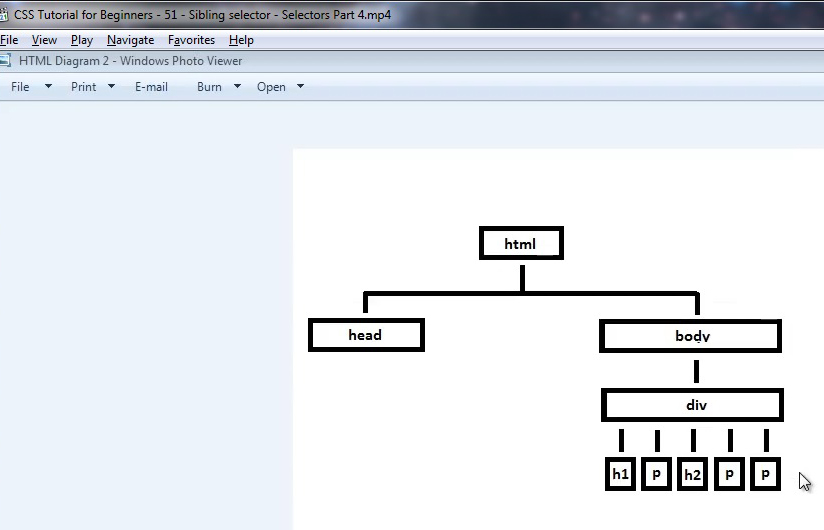 CSS Tutorial for Beginners - 51 - Sibling selector - Selectors Part 4.mp4
File View Play Navigate Favorites Help
HTML Diagram 2 - Windows Photo Viewer
File Print E-mail Burn Open
html
head body
div
h1 p h2 p p